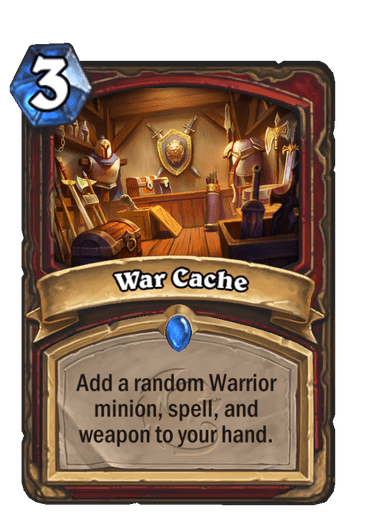 3
War Cache
Add a random Warrior
minion, spell, and
weapon to your hand.